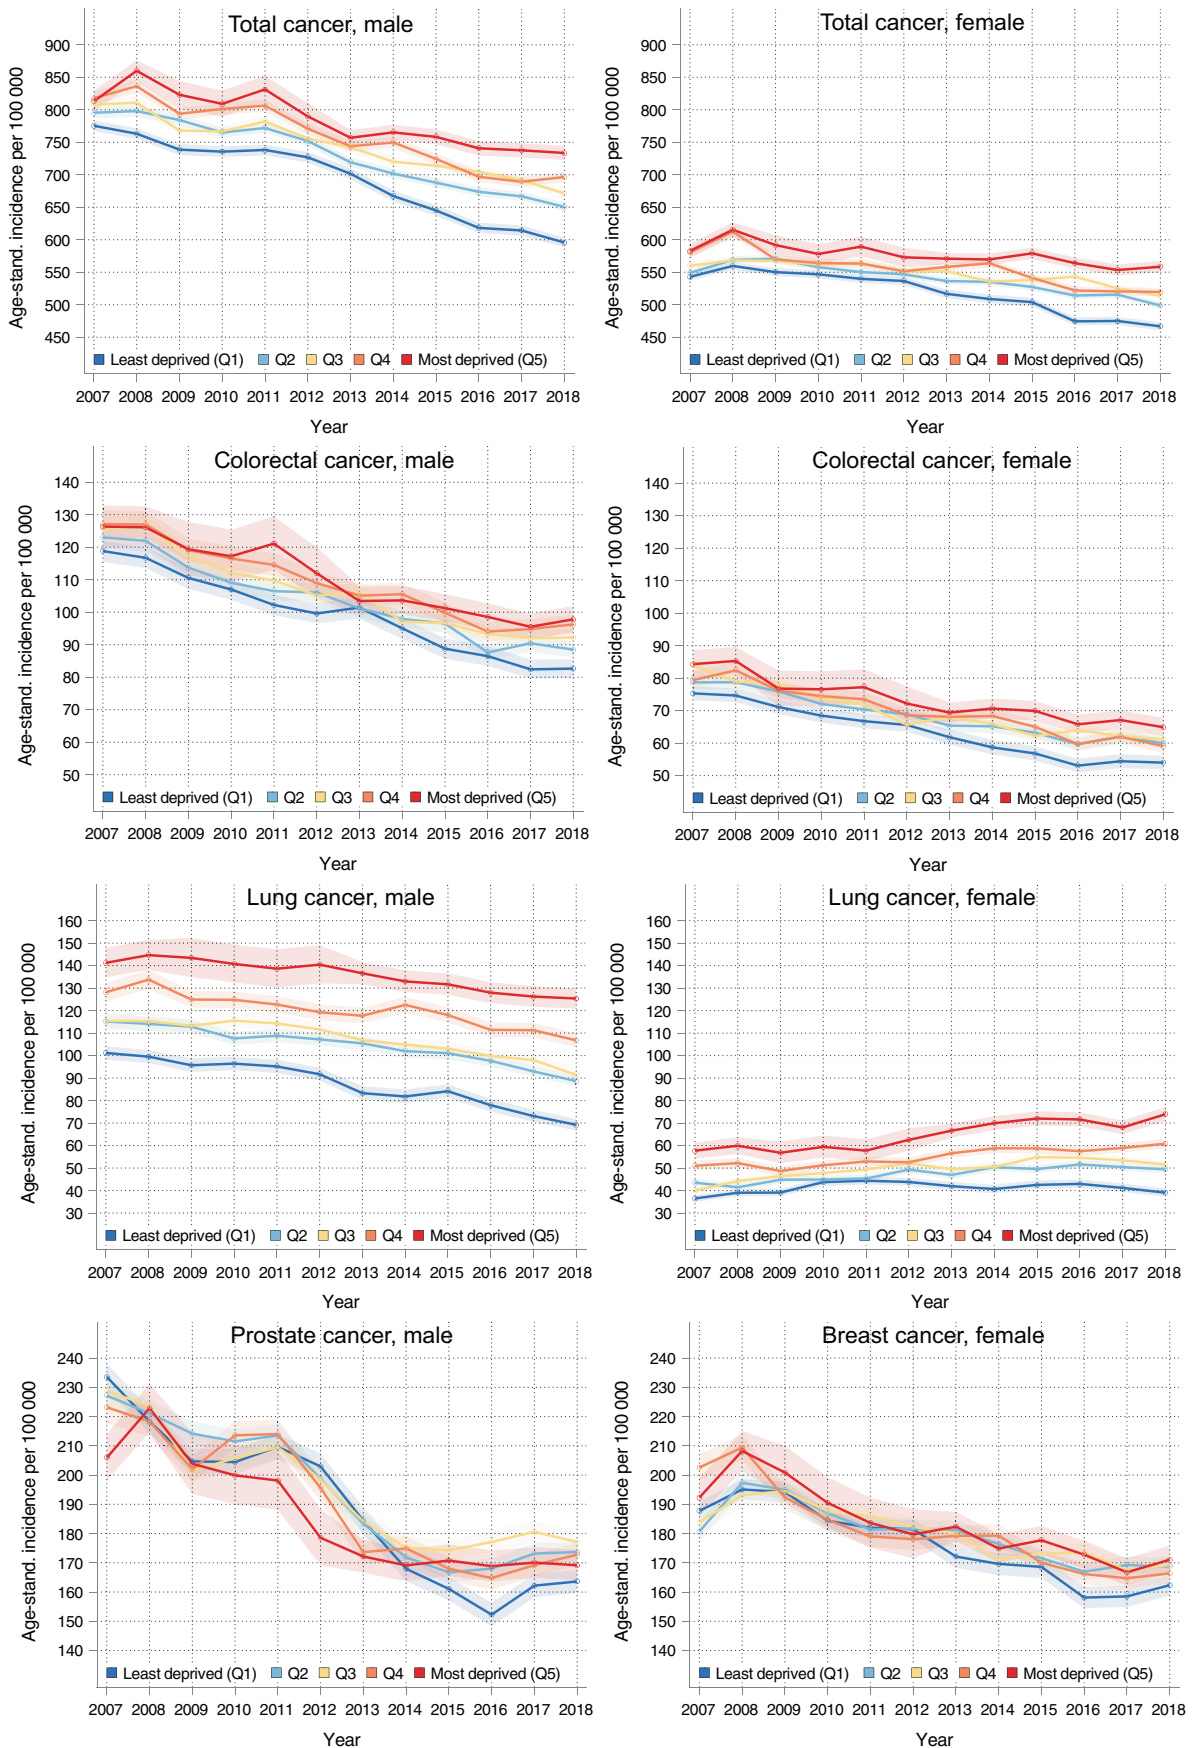 Total cancer, male
Age-stand. incidence per 100 000
900
850
800
750
700
650
600
550
500
450
Least deprived (Q1) Q2 Q3 Q4 Most deprived (Q5)
2007 2008 2009 2010 2011 2012 2013 2014 2015 2016 2017 2018
Year
Total cancer, female
Age-stand. incidence per 100 000
900
850
800
750
700
650
600
550
500
450
Least deprived (Q1) Q2 Q3 Q4 Most deprived (Q5)
2007 2008 2009 2010 2011 2012 2013 2014 2015 2016 2017 2018
Year
Colorectal cancer, male
Age-stand. incidence per 100 000
140
130
120
110
100
90
80
70
60
50
Least deprived (Q1) Q2 Q3 Q4 Most deprived (Q5)
2007 2008 2009 2010 2011 2012 2013 2014 2015 2016 2017 2018
Year
Colorectal cancer, female
Age-stand. incidence per 100 000
140
130
120
110
100
90
80
70
60
50
Least deprived (Q1) Q2 Q3 Q4 Most deprived (Q5)
2007 2008 2009 2010 2011 2012 2013 2014 2015 2016 2017 2018
Year
Lung cancer, male
Age-stand. incidence per 100 000
160
150
140
130
120
110
100
90
80
70
60
50
40
30
Least deprived (Q1) Q2 Q3 Q4 Most deprived (Q5)
2007 2008 2009 2010 2011 2012 2013 2014 2015 2016 2017 2018
Year
Lung cancer, female
Age-stand. incidence per 100 000
160
150
140
130
120
110
100
90
80
70
60
50
40
30
Least deprived (Q1) Q2 Q3 Q4 Most deprived (Q5)
2007 2008 2009 2010 2011 2012 2013 2014 2015 2016 2017 2018
Year
Prostate cancer, male
Age-stand. incidence per 100 000
240
230
220
210
200
190
180
170
160
150
140
Least deprived (Q1) Q2 Q3 Q4 Most deprived (Q5)
2007 2008 2009 2010 2011 2012 2013 2014 2015 2016 2017 2018
Year
Breast cancer, female
Age-stand. incidence per 100 000
240
230
220
210
200
190
180
170
160
150
140
Least deprived (Q1) Q2 Q3 Q4 Most deprived (Q5)
2007 2008 2009 2010 2011 2012 2013 2014 2015 2016 2017 2018
Year